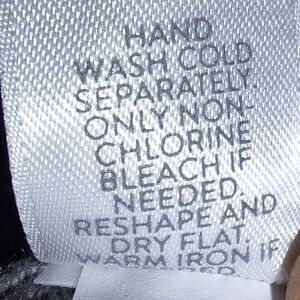 HAND
WASH COLD
SEPARATELY.
ONLY NON-
CHLORINE
BLEACH IF
NEEDED.
RESHAPE AND
DRY FLAT.
WARM IRON IF